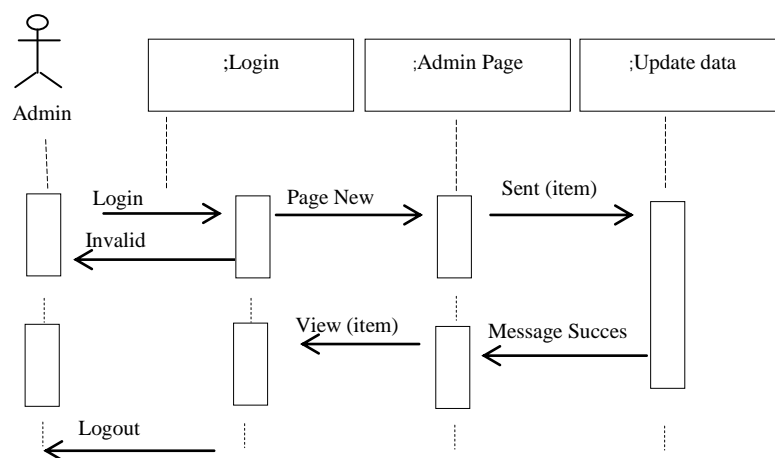 ;Login
;Admin Page
;Update data
Admin
Login
Page New
Sent (item)
Invalid
View (item)
Message Succes
Logout